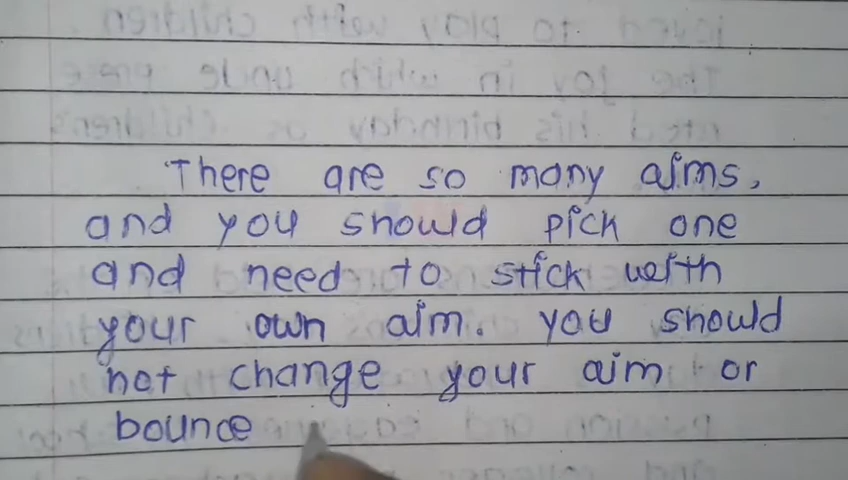 There are so many aims,
and you should pick one
and need to stick with
your own aim. you should
not change your aim or
bounce